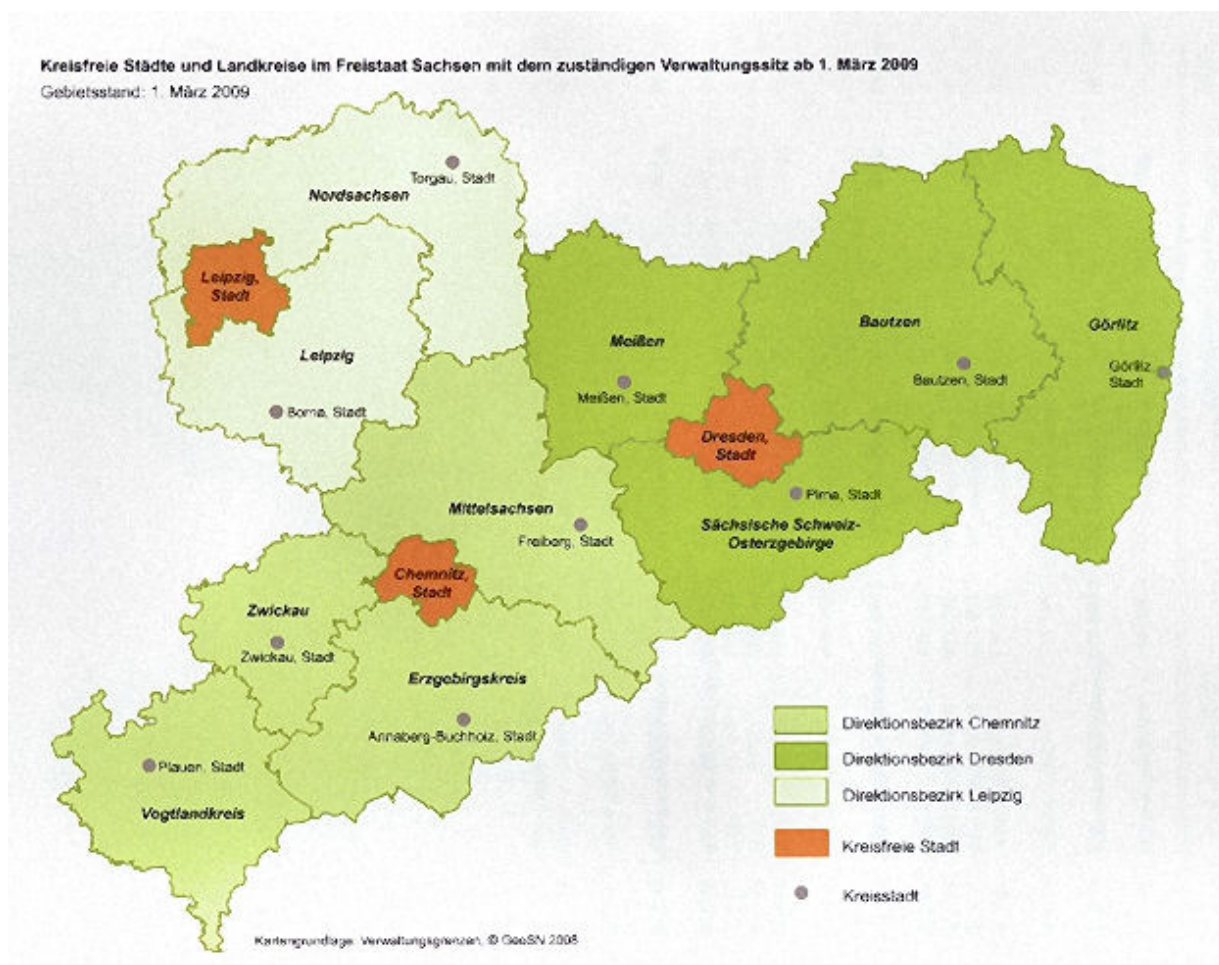 Kreisfreie Städte und Landkreise im Freistaat Sachsen mit dem zuständigen Verwaltungssitz ab 1. März 2009
Gebietsstand: 1. März 2009
Torgau, Stadt
Nordsachsen
Leipzig,
Stadt
Leipzig
Borna, Stadt
Meißen
Meißen, Stadt
Bautzen
Bautzen, Stadt
Görlitz
Görlitz
Stadt
Dresden,
Stadt
Pirna, Stadt
Sächsische Schweiz-
Osterzgebirge
Mittelsachsen
Freiberg, Stadt
Chemnitz,
Stadt
Zwickau
Zwickau, Stadt
Erzgebirgskreis
Annaberg-Buchholz, Stadt
Plauen, Stadt
Vogtlandkreis
Direktionsbezirk Chemnitz
Direktionsbezirk Dresden
Direktionsbezirk Leipzig
Kreisfreie Stadt
Kreisstadt
Kartengrundlage: Verwaltungsgrenzen, © GeoSN 2008